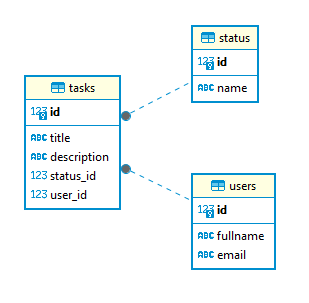 status
123 id
ABC name
tasks
123 id
ABC title
ABC description
123 status_id
123 user_id
users
123 id
ABC fullname
ABC email